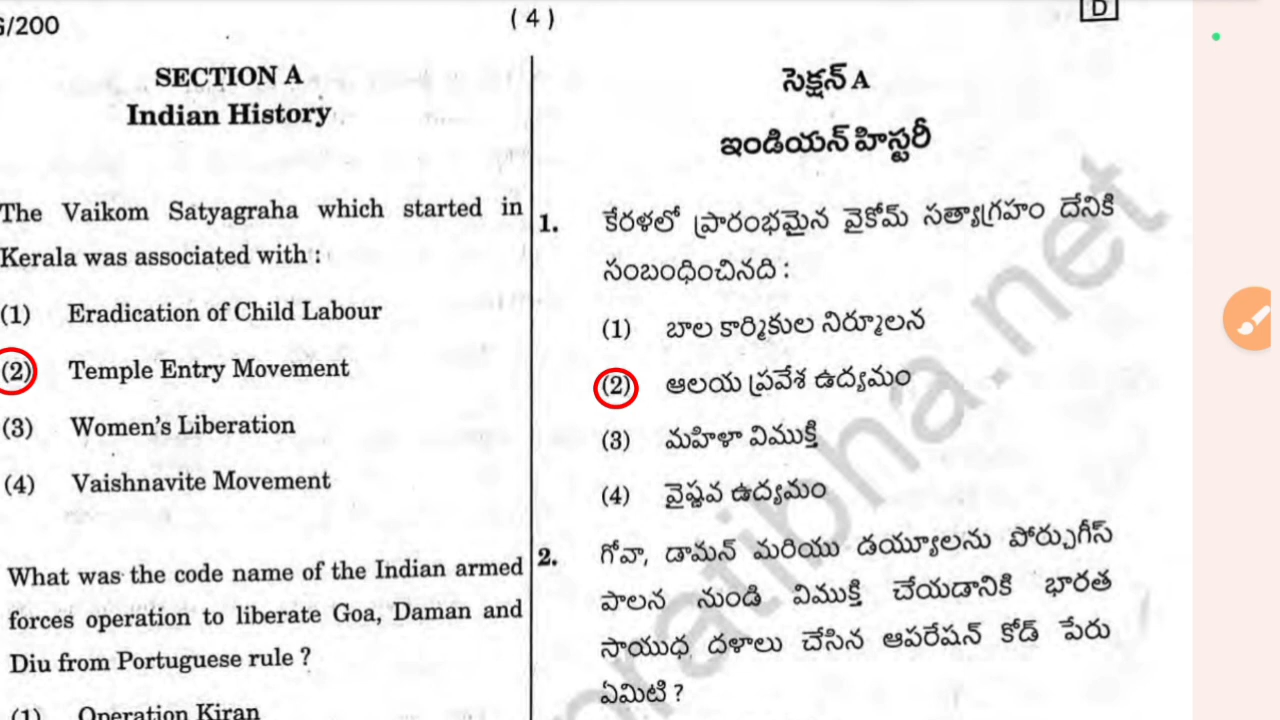 G/200
( 4 )
D
SECTION A
Indian History
The Vaikom Satyagraha which started in
Kerala was associated with :
(1) Eradication of Child Labour
(2) Temple Entry Movement
(3) Women's Liberation
(4) Vaishnavite Movement
What was the code name of the Indian armed
forces operation to liberate Goa, Daman and
Diu from Portuguese rule ?
(1) Operation Kiran
సెక్షన్ A
ఇండియన్ హిస్టరీ
1. కేరళలో ప్రారంభమైన వైకోమ్ సత్యాగ్రహం దేనికి
సంబంధించినది :
(1) బాల కార్మికుల నిర్మూలన
(2) ఆలయ ప్రవేశ ఉద్యమం
(3) మహిళా విముక్తి
(4) వైష్ణవ ఉద్యమం
2. గోవా, డామన్ మరియు డయ్యూలను పోర్చుగీస్
పాలన నుండి విముక్తి చేయడానికి భారత
సాయుధ దళాలు చేసిన ఆపరేషన్ కోడ్ పేరు
ఏమిటి ?
pratibha.net